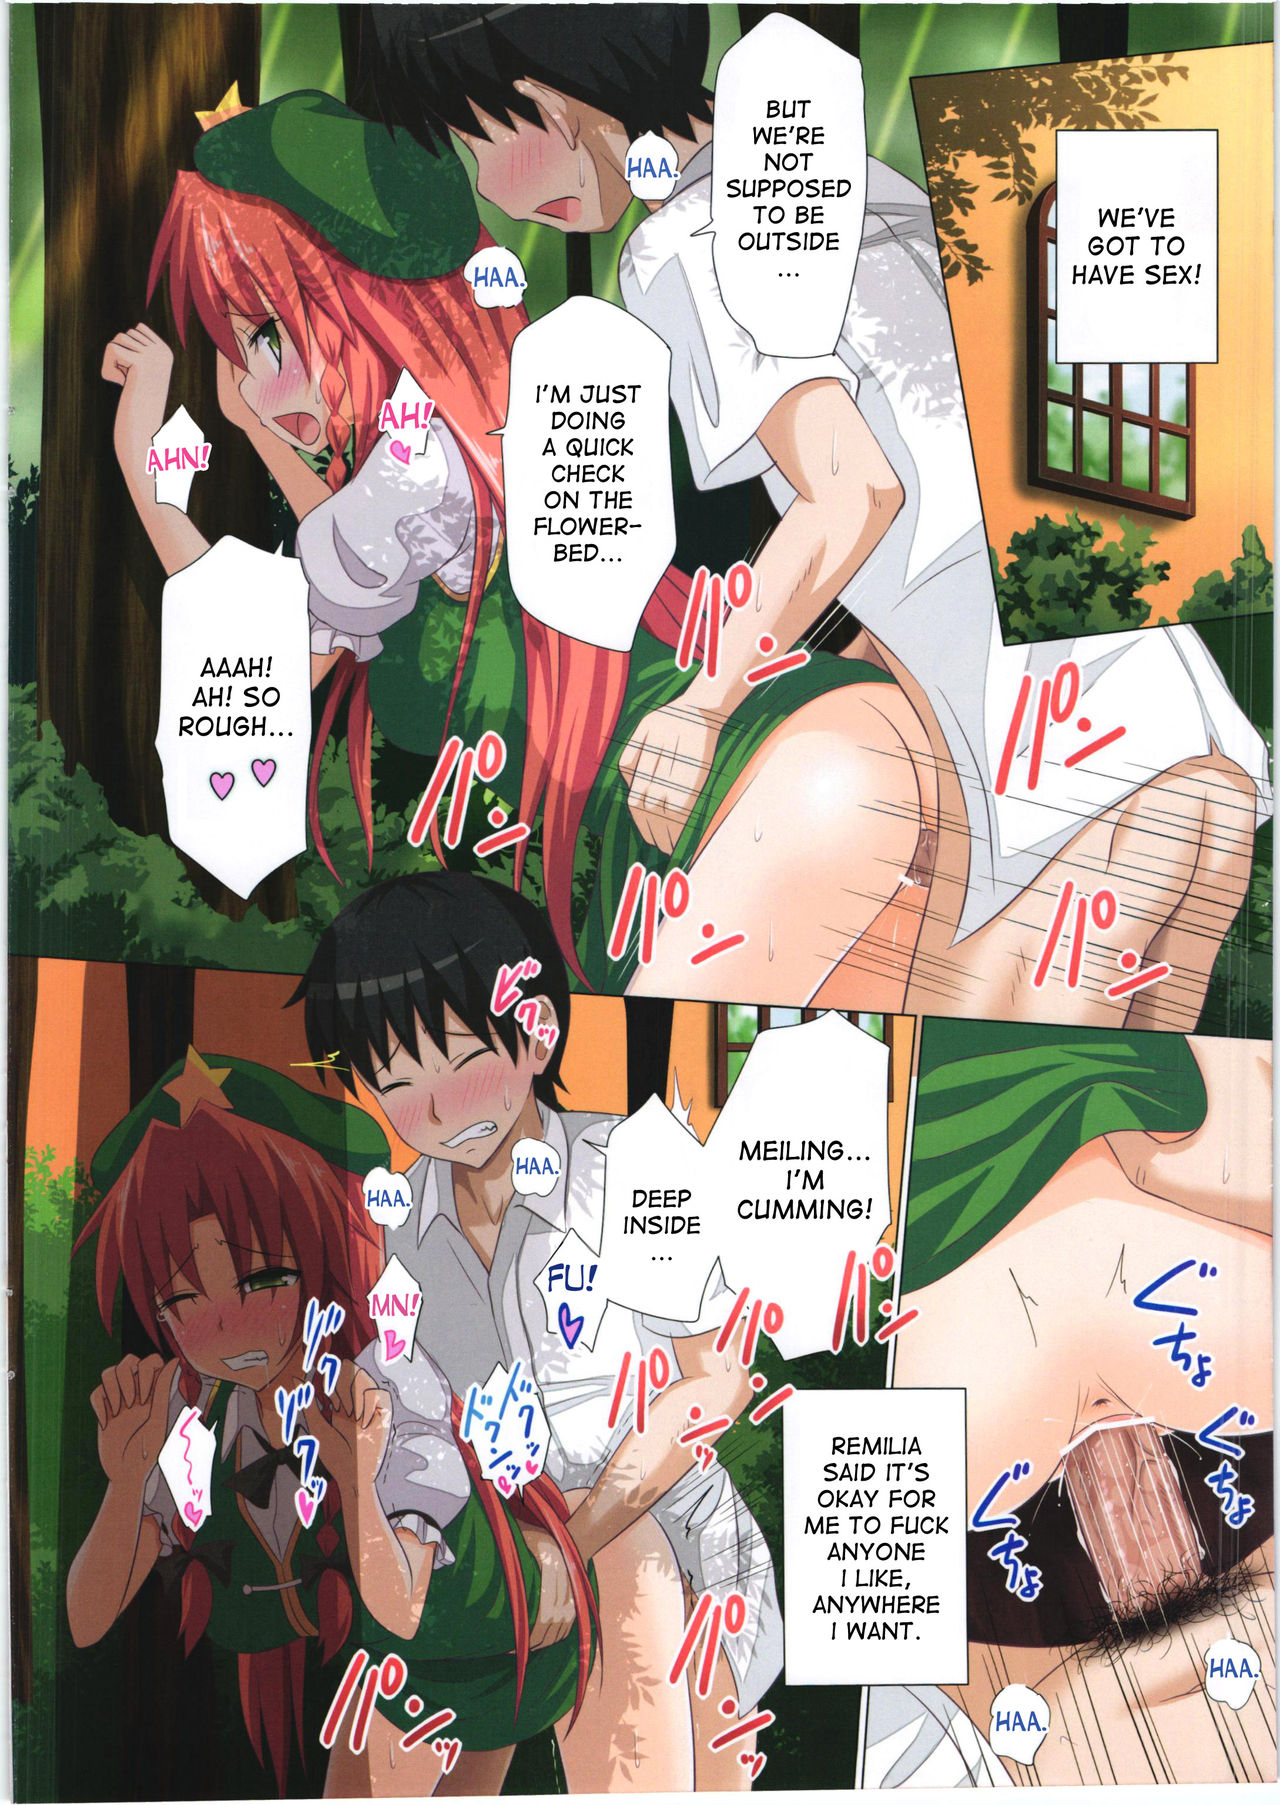 WE'VE
GOT TO
HAVE SEX!
BUT
WE'RE
NOT
SUPPOSED
TO BE
OUTSIDE
...
HAA.
HAA.
I'M JUST
DOING
A QUICK
CHECK
ON THE
FLOWER-
BED...
AH!
AHN!
AAAH!
AH! SO
ROUGH...
パン
パン
パン
パン
パン
ぐちょ
ぐちょ
ぐちょ
HAA.
HAA.
REMILIA
SAID IT'S
OKAY FOR
ME TO FUCK
ANYONE
I LIKE,
ANYWHERE
I WANT.
MEILING...
I'M
CUMMING!
DEEP
INSIDE
...
ビクッ
HAA.
HAA.
FU!
MN!
ゾクッ
ゾクッ
ドクンドクッ
パン
パンッ
パンッ
パン
パン